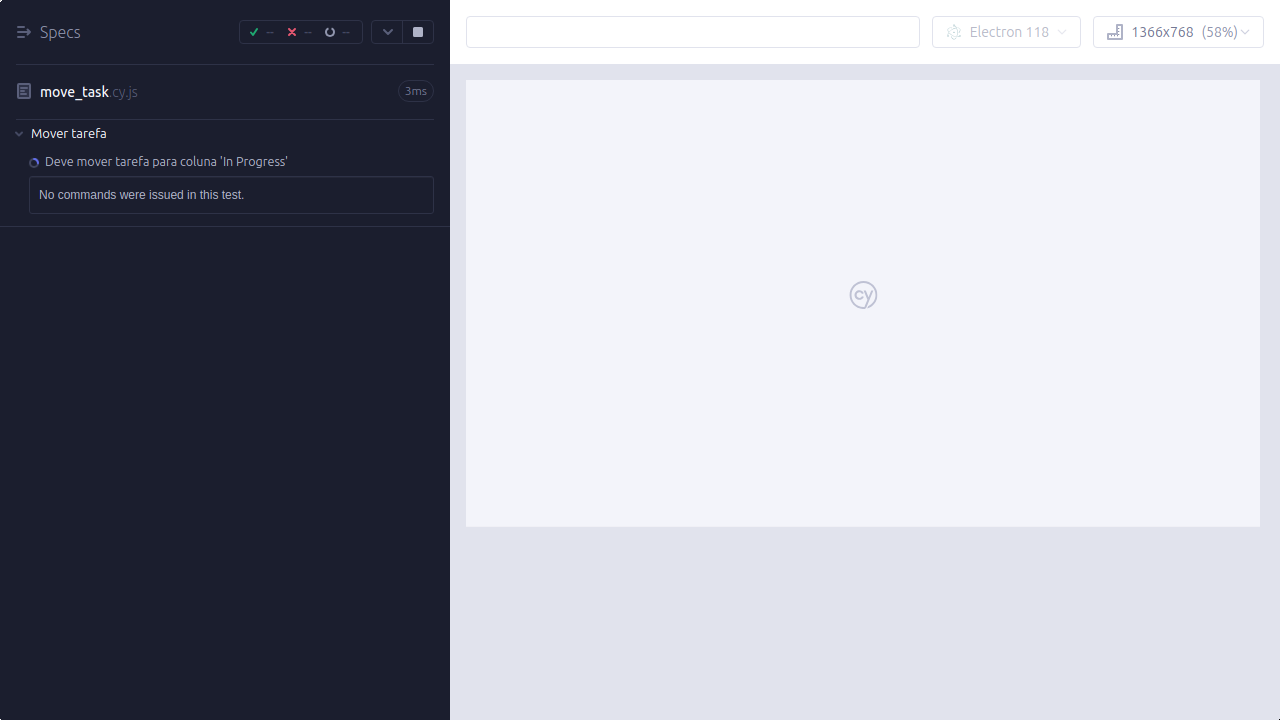 Specs
--
--
--
move_task.cy.js
3ms
Mover tarefa
Deve mover tarefa para coluna 'In Progress'
No commands were issued in this test.
Electron 118
1366x768 (58%)
cy